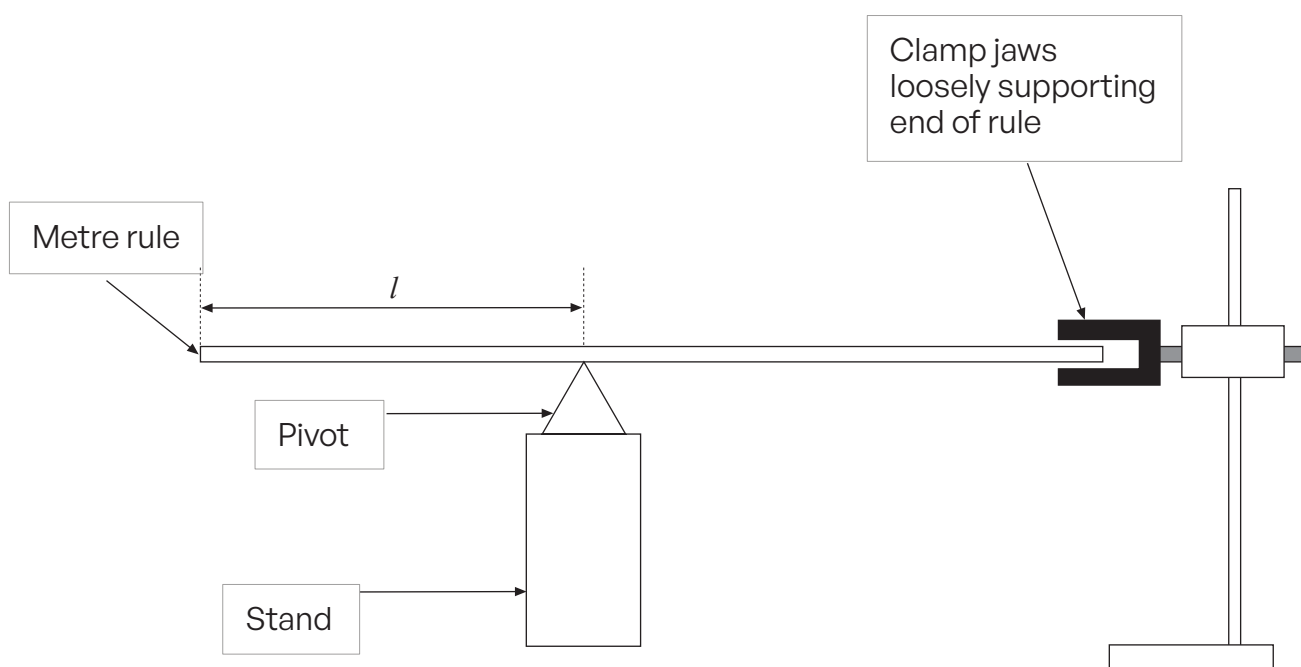 Clamp jaws
loosely supporting
end of rule
Metre rule
l
Pivot
Stand